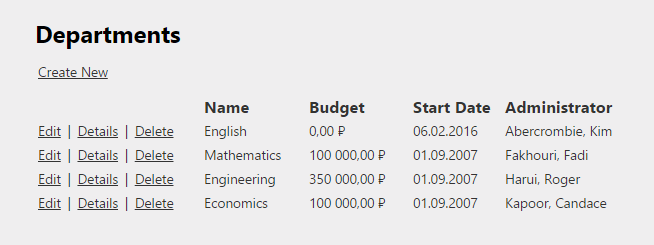 Departments
Create New
Name Budget Start Date Administrator
Edit | Details | Delete English 0,00 ₽ 06.02.2016 Abercrombie, Kim
Edit | Details | Delete Mathematics 100 000,00 ₽ 01.09.2007 Fakhouri, Fadi
Edit | Details | Delete Engineering 350 000,00 ₽ 01.09.2007 Harui, Roger
Edit | Details | Delete Economics 100 000,00 ₽ 01.09.2007 Kapoor, Candace